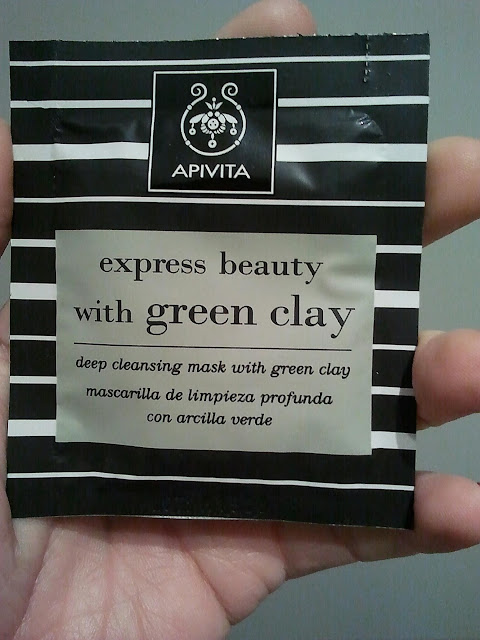 APIVITA
express beauty
with green clay
deep cleansing mask with green clay
mascarilla de limpieza profunda
con arcilla verde